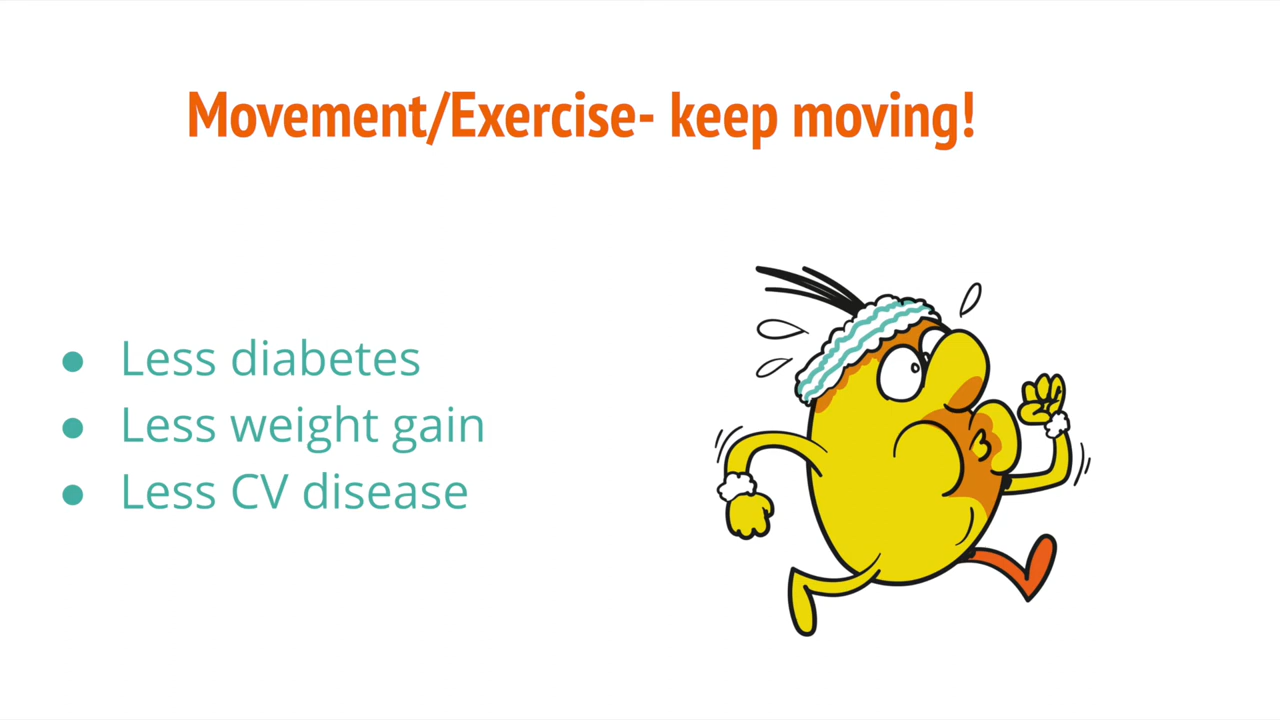 Movement/Exercise- keep moving!
● Less diabetes
● Less weight gain
● Less CV disease